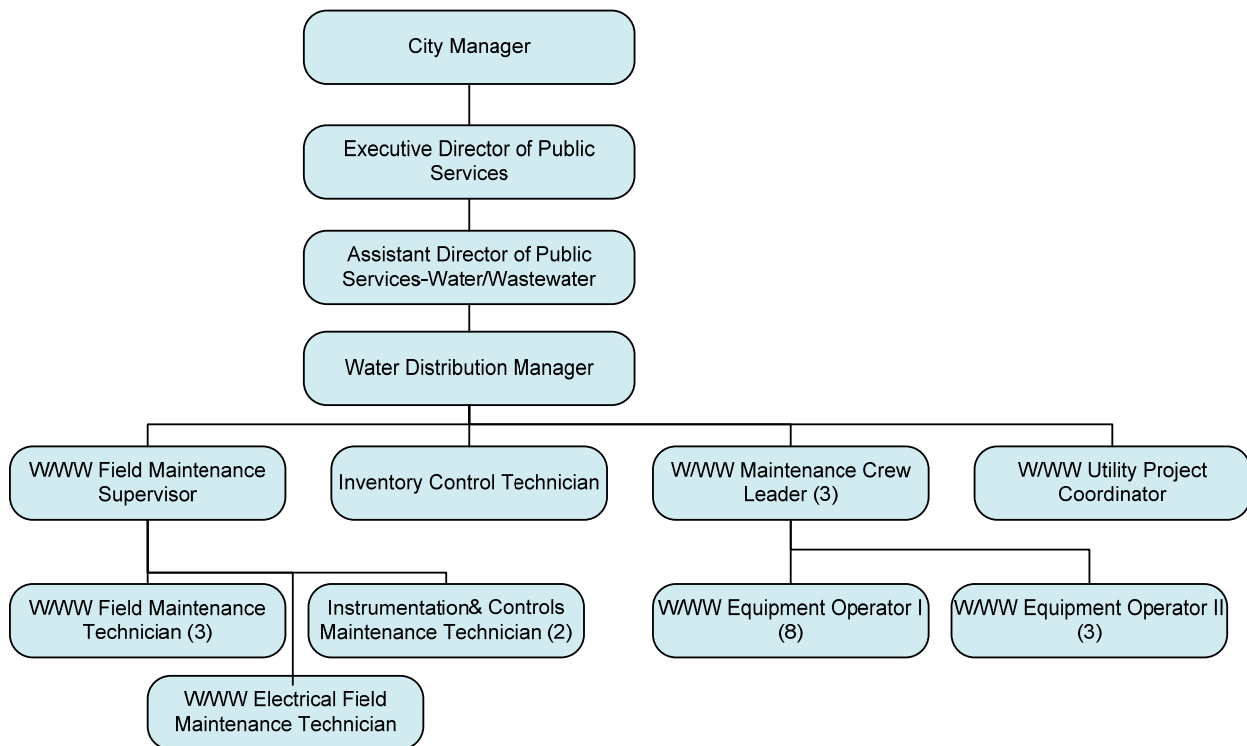 City Manager
Executive Director of Public
Services
Assistant Director of Public
Services-Water/Wastewater
Water Distribution Manager
W/WW Field Maintenance
Supervisor
Inventory Control Technician
W/WW Maintenance Crew
Leader (3)
W/WW Utility Project
Coordinator
W/WW Field Maintenance
Technician (3)
Instrumentation& Controls
Maintenance Technician (2)
W/WW Equipment Operator I
(8)
W/WW Equipment Operator II
(3)
W/WW Electrical Field
Maintenance Technician